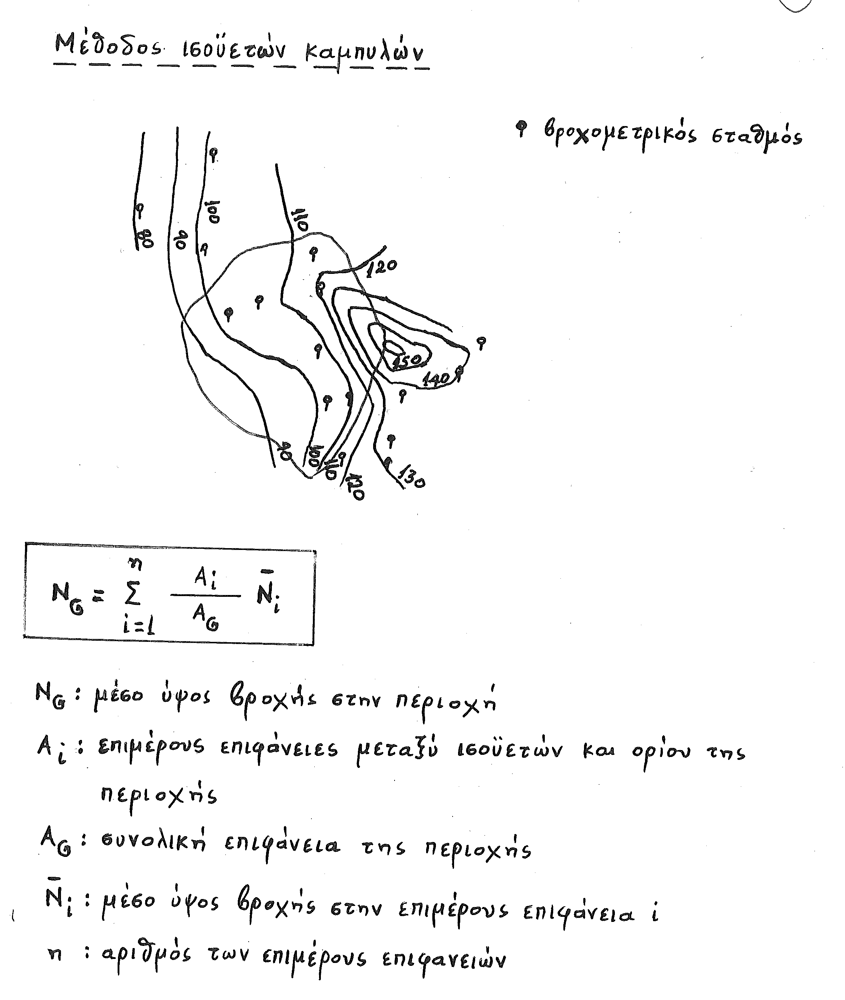 Μέθοδος ισοϋετών καμπυλών
βροχομετρικός σταθμός
80
90
100
110
120
150
140
90
100
110
120
130
N_G = Σ_{i=1}^{n} A_i / A_G N̄_i
N_G : μέσο ύψος βροχής στην περιοχή
A_i : επιμέρους επιφάνειες μεταξύ ισοϋετών και ορίου της
περιοχής
A_G : συνολική επιφάνεια της περιοχής
N̄_i : μέσο ύψος βροχής στην επιμέρους επιφάνεια i
n : αριθμός των επιμέρους επιφανειών